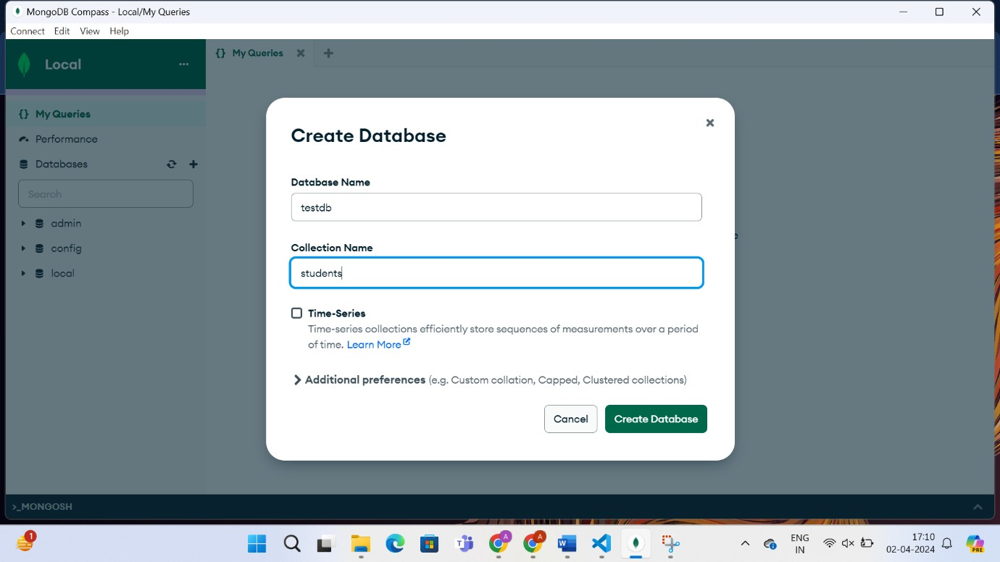 MongoDB Compass - Local/My Queries
Connect Edit View Help
Local
{} My Queries
{} My Queries
Performance
Databases
Search
admin
config
local
Create Database
Database Name
testdb
Collection Name
students
Time-Series
Time-series collections efficiently store sequences of measurements over a period
of time. Learn More
Additional preferences (e.g. Custom collation, Capped, Clustered collections)
Cancel Create Database
e
>_MONGOSH
1
A
A
ENG
IN
17:10
02-04-2024
PRE